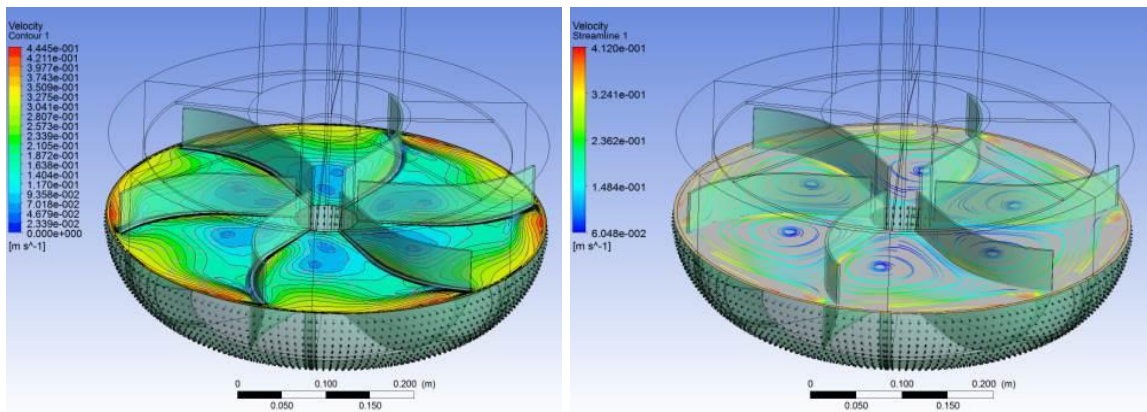 Velocity
Contour 1
4.445e-001
4.211e-001
3.977e-001
3.743e-001
3.509e-001
3.275e-001
3.041e-001
2.807e-001
2.573e-001
2.339e-001
2.105e-001
1.872e-001
1.638e-001
1.404e-001
1.170e-001
9.358e-002
7.018e-002
4.679e-002
2.339e-002
0.000e+000
[m s^-1]
0 0.100 0.200 (m)
0.050 0.150
Velocity
Streamline 1
4.120e-001
3.241e-001
2.362e-001
1.484e-001
6.048e-002
[m s^-1]
0 0.100 0.200 (m)
0.050 0.150